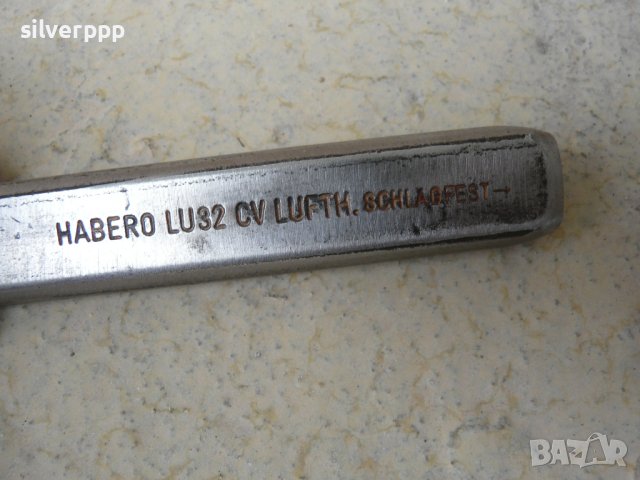 silverppp
HABERO LU32 CV LUFTH. SCHLAGFEST→
BAZAR